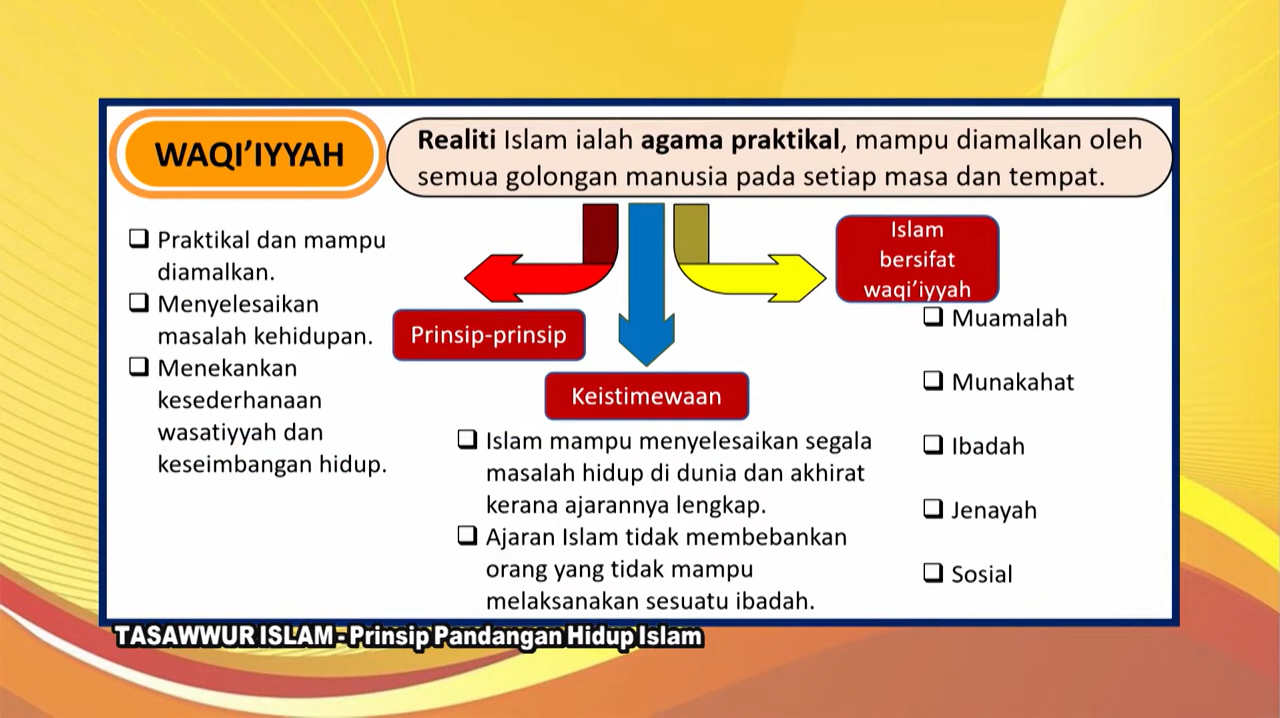 WAQI’IYYAH
Realiti Islam ialah agama praktikal, mampu diamalkan oleh
semua golongan manusia pada setiap masa dan tempat.
Prinsip-prinsip
❑ Praktikal dan mampu
diamalkan.
❑ Menyelesaikan
masalah kehidupan.
❑ Menekankan
kesederhanaan
wasatiyyah dan
keseimbangan hidup.
Keistimewaan
❑ Islam mampu menyelesaikan segala
masalah hidup di dunia dan akhirat
kerana ajarannya lengkap.
❑ Ajaran Islam tidak membebankan
orang yang tidak mampu
melaksanakan sesuatu ibadah.
Islam
bersifat
waqi’iyyah
❑ Muamalah
❑ Munakahat
❑ Ibadah
❑ Jenayah
❑ Sosial
TASAWWUR ISLAM - Prinsip Pandangan Hidup Islam